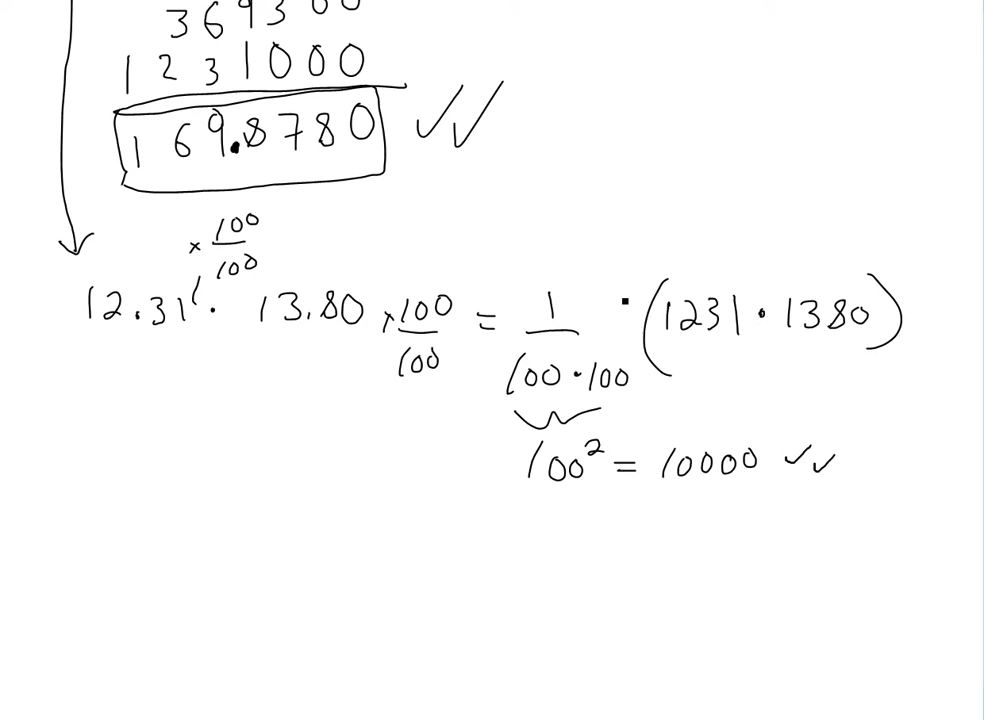 369300
1231000
169.8780
× 100/100
12.31 · 13.80 × 100/100 = 1/(100 · 100) · (1231 · 1380)
100² = 10000